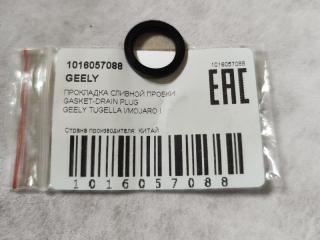 1016057088
1016057088
GEELY
EAC
ПРОКЛАДКА СЛИВНОЙ ПРОБКИ
GASKET-DRAIN PLUG
GEELY TUGELLA I/MOJARO I
Страна производителя: КИТАЙ
1016057088